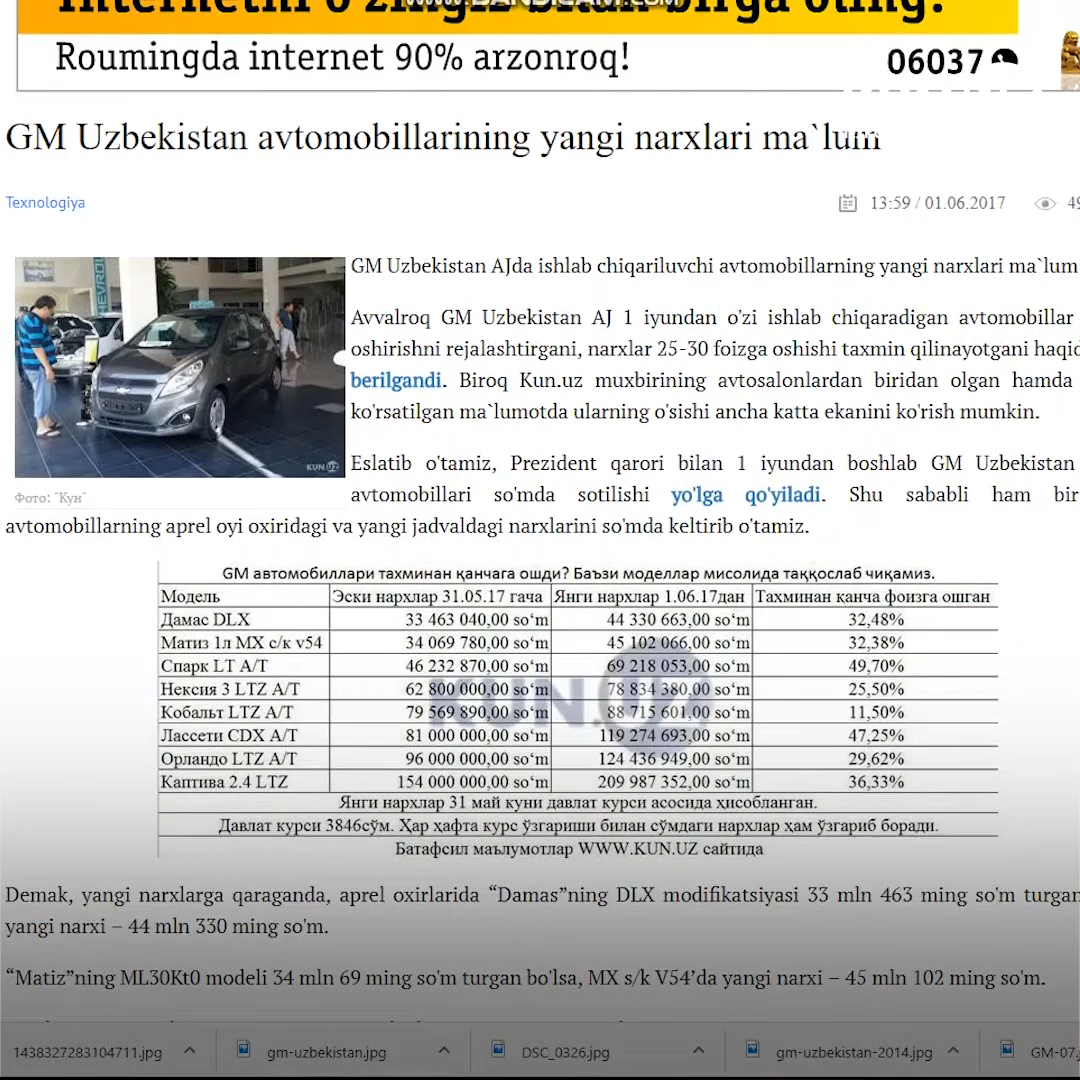 Internetni o'zingiz bilan birga oling!
www.BANDICAM.com
Roumingda internet 90% arzonroq!
06037
GM Uzbekistan avtomobillarining yangi narxlari ma`lum
Texnologiya
13:59 / 01.06.2017
GM Uzbekistan AJda ishlab chiqariluvchi avtomobillarning yangi narxlari ma`lum
Avvalroq GM Uzbekistan AJ 1 iyundan o'zi ishlab chiqaradigan avtomobillar
oshirishni rejalashtirgani, narxlar 25-30 foizga oshishi taxmin qilinayotgani
berilgandi. Biroq Kun.uz muxbirining avtosalonlardan biridan olgan hamda
ko'rsatilgan ma`lumotda ularning o'sishi ancha katta ekanini ko'rish mumkin.
KUN UZ
Фото: "Кун"
Eslatib o'tamiz, Prezident qarori bilan 1 iyundan boshlab GM Uzbekistan
avtomobillari so'mda sotilishi yo'lga qo'yiladi. Shu sababli ham bir
avtomobillarning aprel oyi oxiridagi va yangi jadvaldagi narxlarini so'mda keltirib o'tamiz.
GM автомобиллари тахминан қанчага ошди? Баъзи моделлар мисолида таққослаб чиқамиз.
Модель Эски нархлар 31.05.17 гача Янги нархлар 1.06.17дан Тахминан қанча фоизга ошган
Дамас DLX 33 463 040,00 so‘m 44 330 663,00 so‘m 32,48%
Матиз 1л MX с/к v54 34 069 780,00 so‘m 45 102 066,00 so‘m 32,38%
Спарк LT A/T 46 232 870,00 so‘m 69 218 053,00 so‘m 49,70%
Нексия 3 LTZ A/T 62 800 000,00 so‘m 78 834 380,00 so‘m 25,50%
Кобальт LTZ A/T 79 569 890,00 so‘m 88 715 601,00 so‘m 11,50%
Лассети CDX A/T 81 000 000,00 so‘m 119 274 693,00 so‘m 47,25%
Орландо LTZ A/T 96 000 000,00 so‘m 124 436 949,00 so‘m 29,62%
Каптива 2.4 LTZ 154 000 000,00 so‘m 209 987 352,00 so‘m 36,33%
KUN.UZ
Янги нархлар 31 май куни давлат курси асосида ҳисобланган.
Давлат курси 3846сўм. Ҳар ҳафта курс ўзгариши билан сўмдаги нархлар ҳам ўзгариб боради.
Батафсил маълумотлар WWW.KUN.UZ сайтида
Demak, yangi narxlarga qaraganda, aprel oxirlarida “Damas”ning DLX modifikatsiyasi 33 mln 463 ming so'm turgan
yangi narxi – 44 mln 330 ming so'm.
“Matiz”ning ML30Kt0 modeli 34 mln 69 ming so'm turgan bo'lsa, MX s/k V54’da yangi narxi – 45 mln 102 ming so'm.
1438327283104711.jpg gm-uzbekistan.jpg DSC_0326.jpg gm-uzbekistan-2014.jpg GM-07.